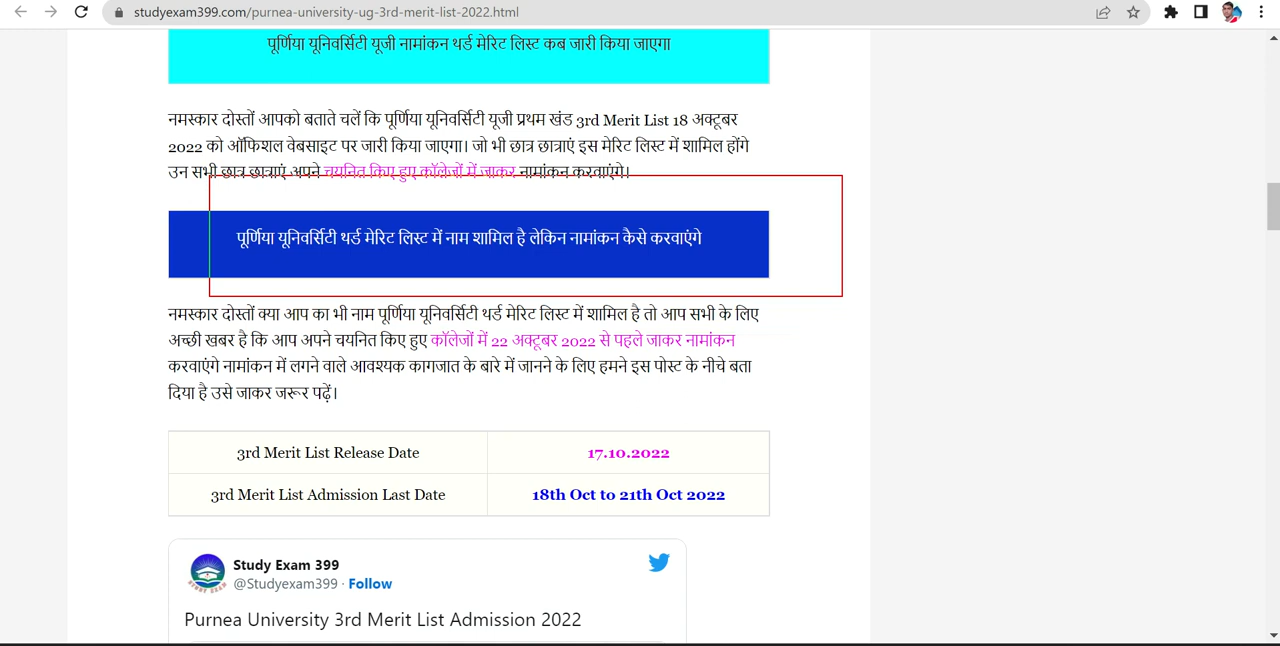 studyexam399.com/purnea-university-ug-3rd-merit-list-2022.html
पूर्णिया यूनिवर्सिटी यूजी नामांकन थर्ड मेरिट लिस्ट कब जारी किया जाएगा
नमस्कार दोस्तों आपको बताते चलें कि पूर्णिया यूनिवर्सिटी यूजी प्रथम खंड 3rd Merit List 18 अक्टूबर
2022 को ऑफिशल वेबसाइट पर जारी किया जाएगा। जो भी छात्र छात्राएं इस मेरिट लिस्ट में शामिल होंगे
उन सभी छात्र छात्राएं अपने चयनित किए हुए कॉलेजों में जाकर नामांकन करवाएंगे।
पूर्णिया यूनिवर्सिटी थर्ड मेरिट लिस्ट में नाम शामिल है लेकिन नामांकन कैसे करवाएंगे
नमस्कार दोस्तों क्या आप का भी नाम पूर्णिया यूनिवर्सिटी थर्ड मेरिट लिस्ट में शामिल है तो आप सभी के लिए
अच्छी खबर है कि आप अपने चयनित किए हुए कॉलेजों में 22 अक्टूबर 2022 से पहले जाकर नामांकन
करवाएंगे नामांकन में लगने वाले आवश्यक कागजात के बारे में जानने के लिए हमने इस पोस्ट के नीचे बता
दिया है उसे जाकर जरूर पढ़ें।
3rd Merit List Release Date 17.10.2022
3rd Merit List Admission Last Date 18th Oct to 21th Oct 2022
Study Exam 399
@Studyexam399 · Follow
Purnea University 3rd Merit List Admission 2022